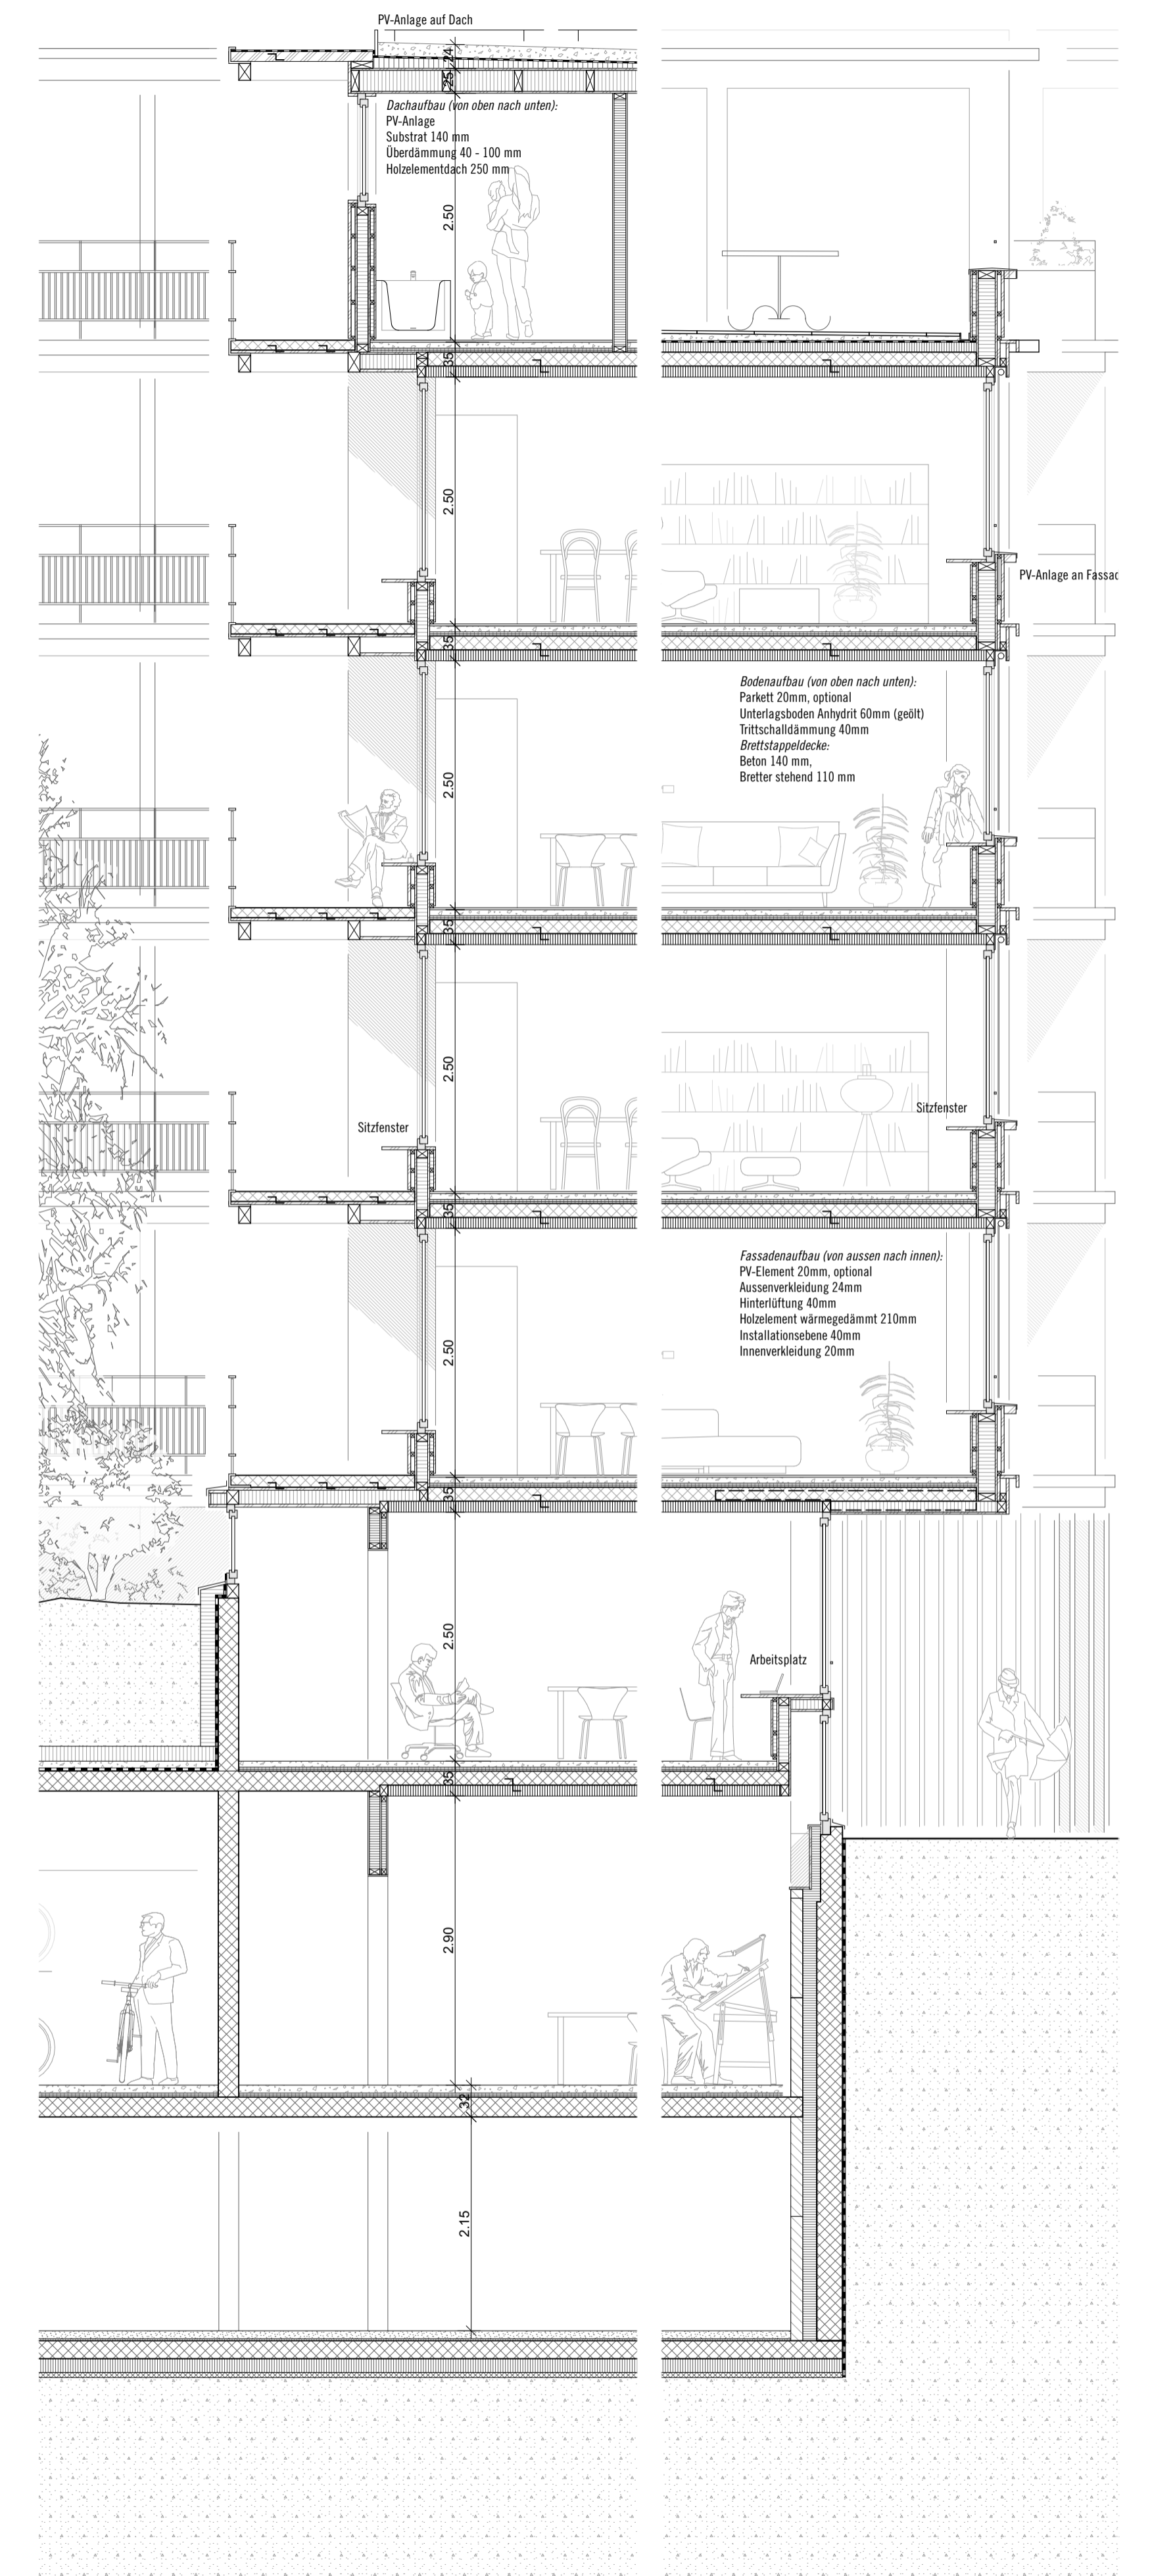 PV-Anlage auf Dach
24
25
Dachaufbau (von oben nach unten):
PV-Anlage
Substrat 140 mm
Überdämmung 40 - 100 mm
Holzelementdach 250 mm
2.50
35
2.50
PV-Anlage an Fassad
35
Bodenaufbau (von oben nach unten):
Parkett 20mm, optional
Unterlagsboden Anhydrit 60mm (geölt)
Trittschalldämmung 40mm
Brettstappeldecke:
Beton 140 mm,
Bretter stehend 110 mm
2.50
35
2.50
Sitzfenster
Sitzfenster
35
Fassadenaufbau (von aussen nach innen):
PV-Element 20mm, optional
Aussenverkleidung 24mm
Hinterlüftung 40mm
Holzelement wärmegedämmt 210mm
Installationsebene 40mm
Innenverkleidung 20mm
2.50
35
2.50
Arbeitsplatz
35
2.90
32
2.15